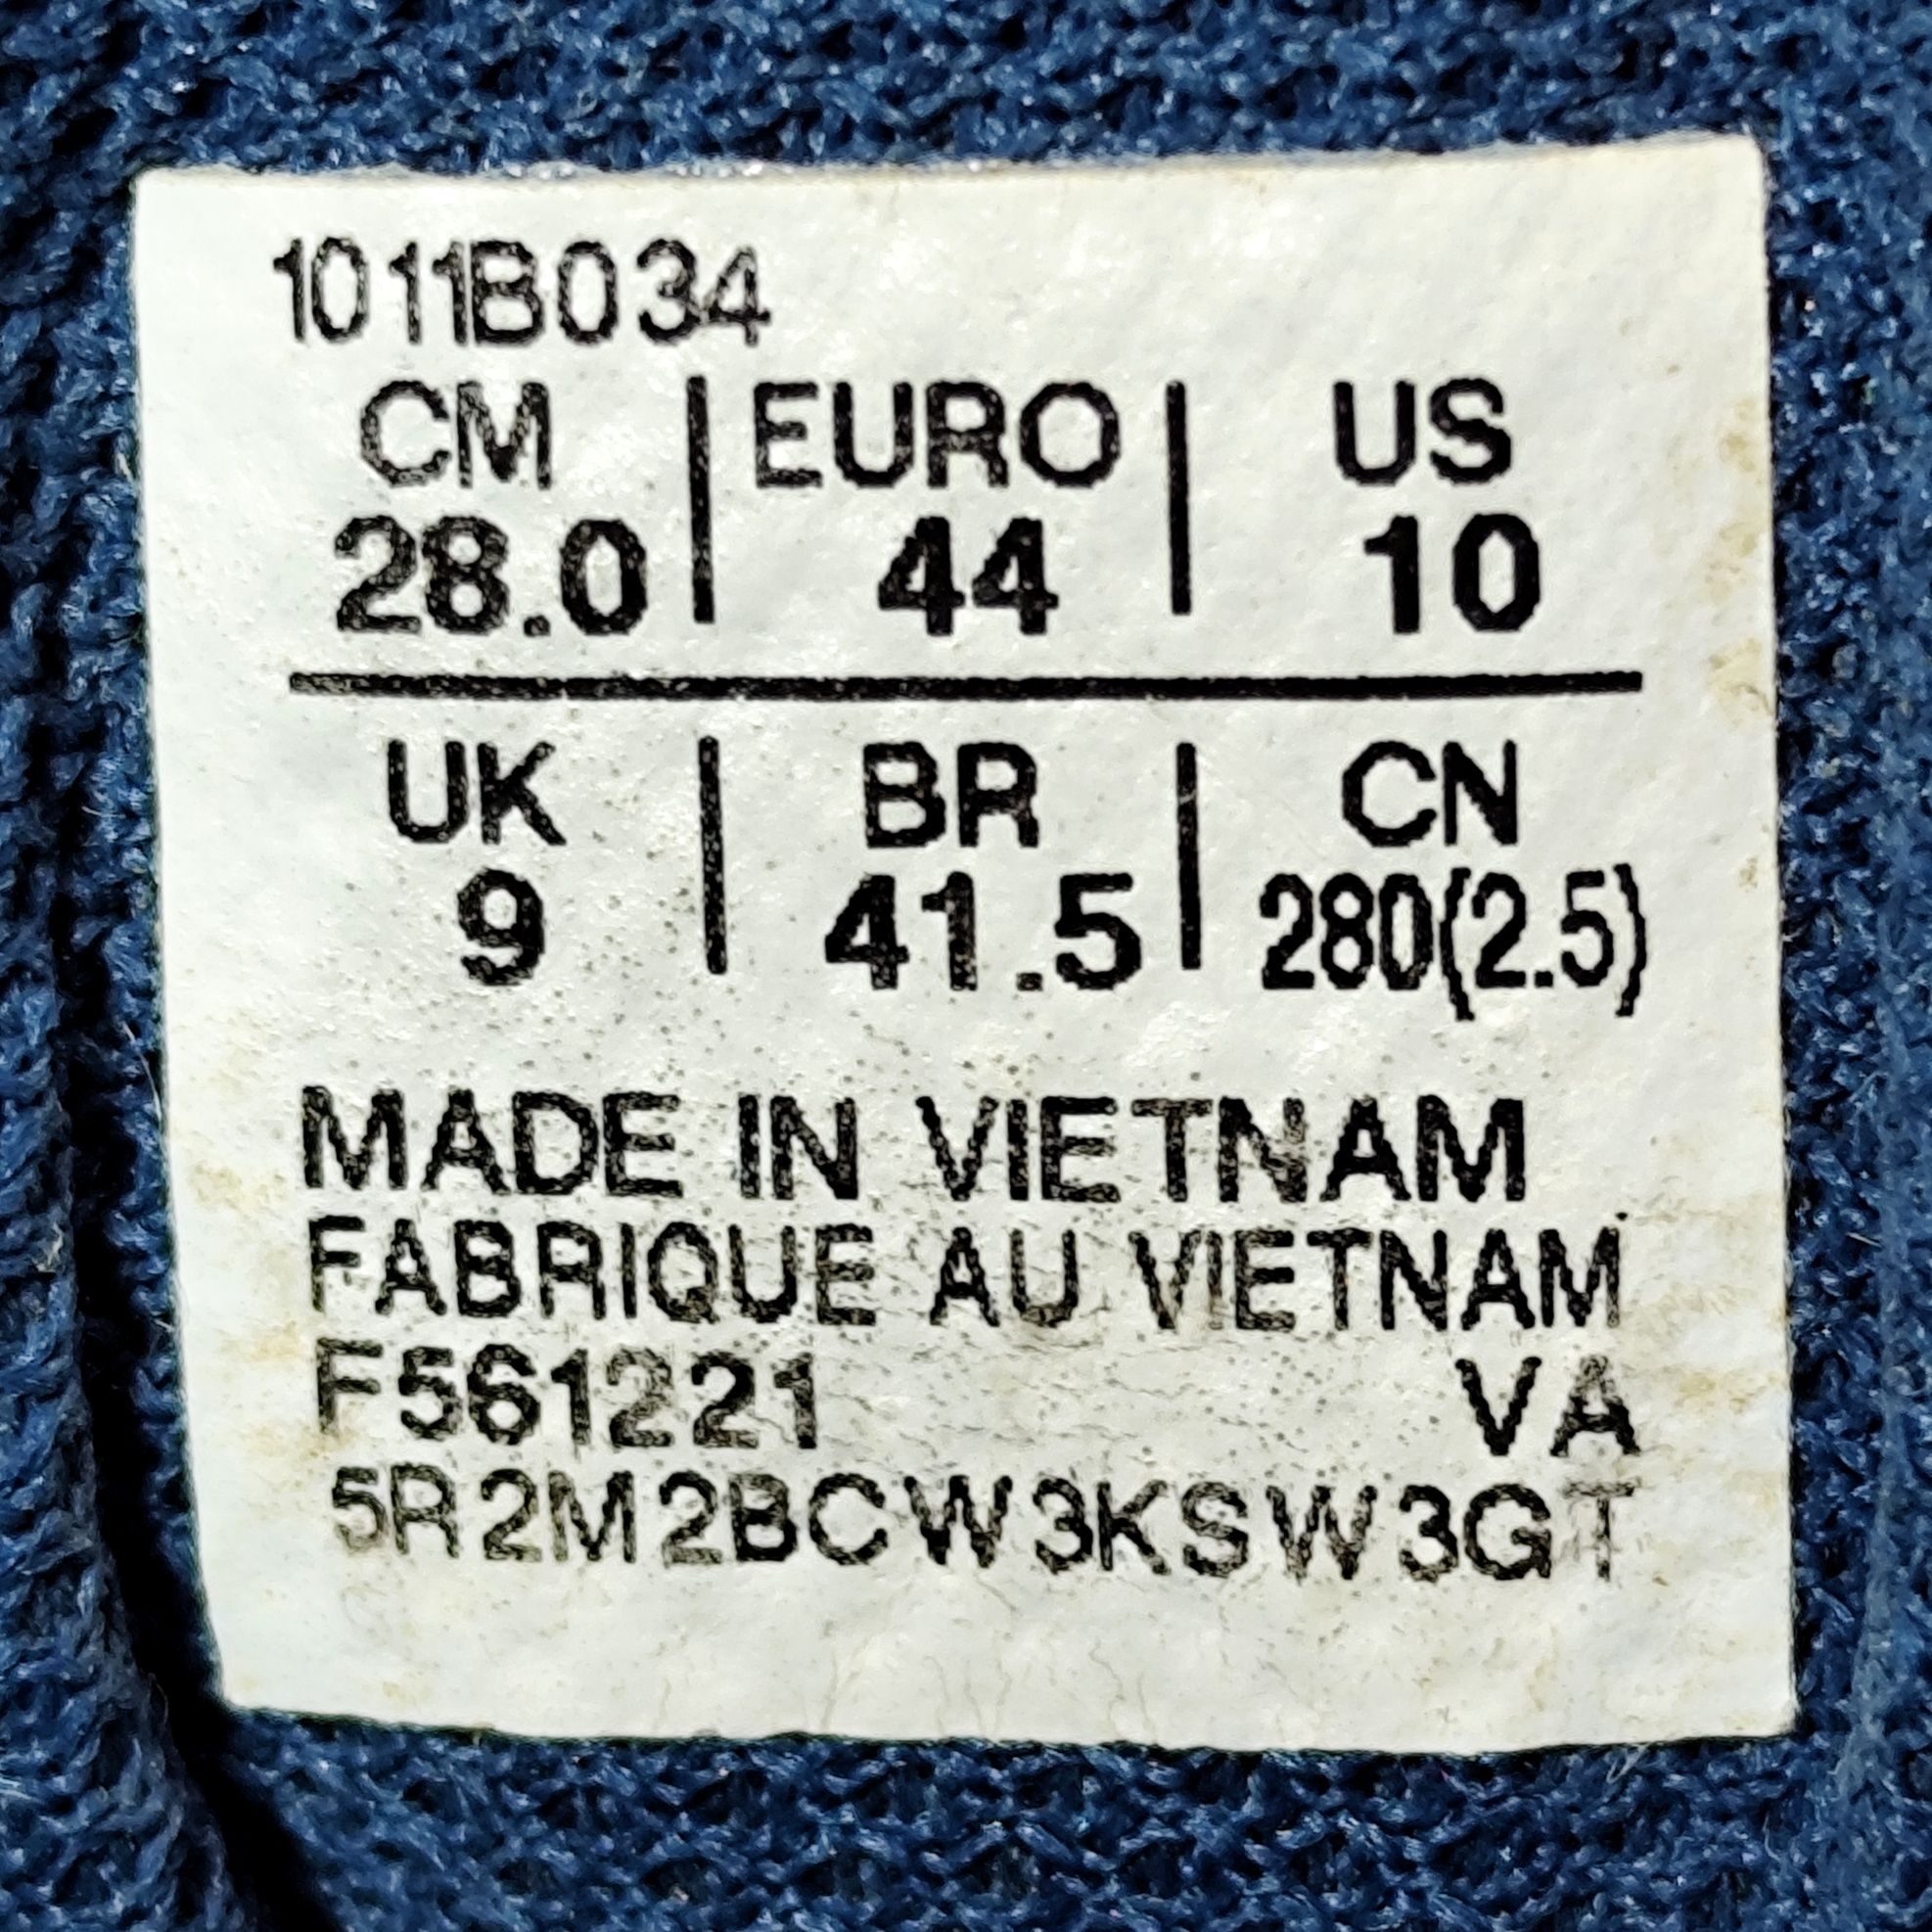 1011B034
CM | EURO | US
28.0 | 44 | 10
UK | BR | CN
9 | 41.5 | 280(2.5)
MADE IN VIETNAM
FABRIQUE AU VIETNAM
F561221 VA
5R2M2BCW3KSW3GT